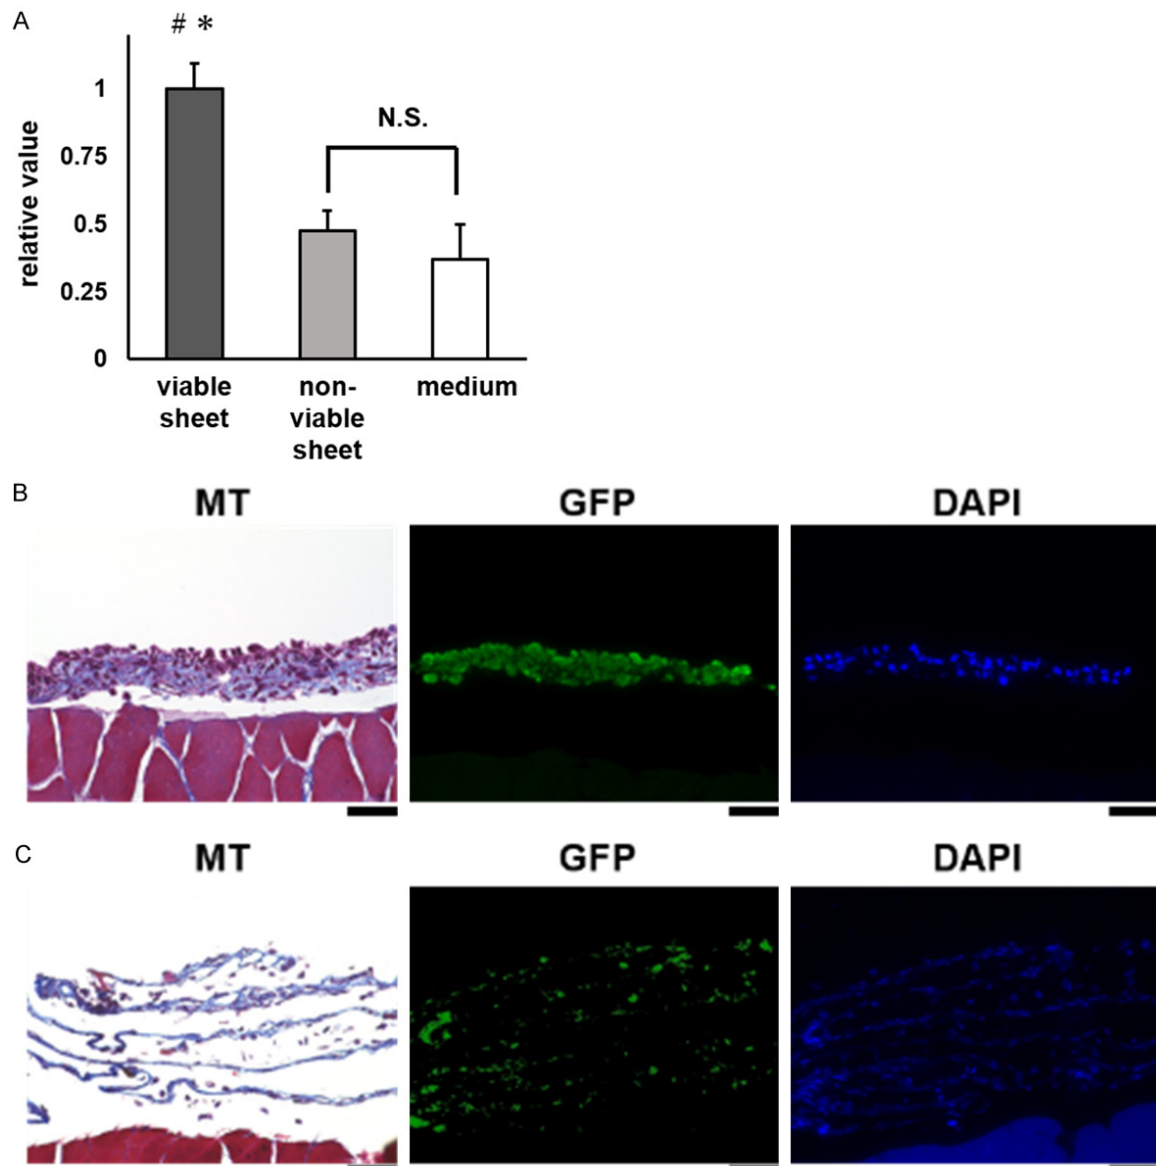 A
# *
N.S.
relative value
1
0.75
0.5
0.25
0
viable
sheet
non-
viable
sheet
medium
B
MT
GFP
DAPI
C
MT
GFP
DAPI